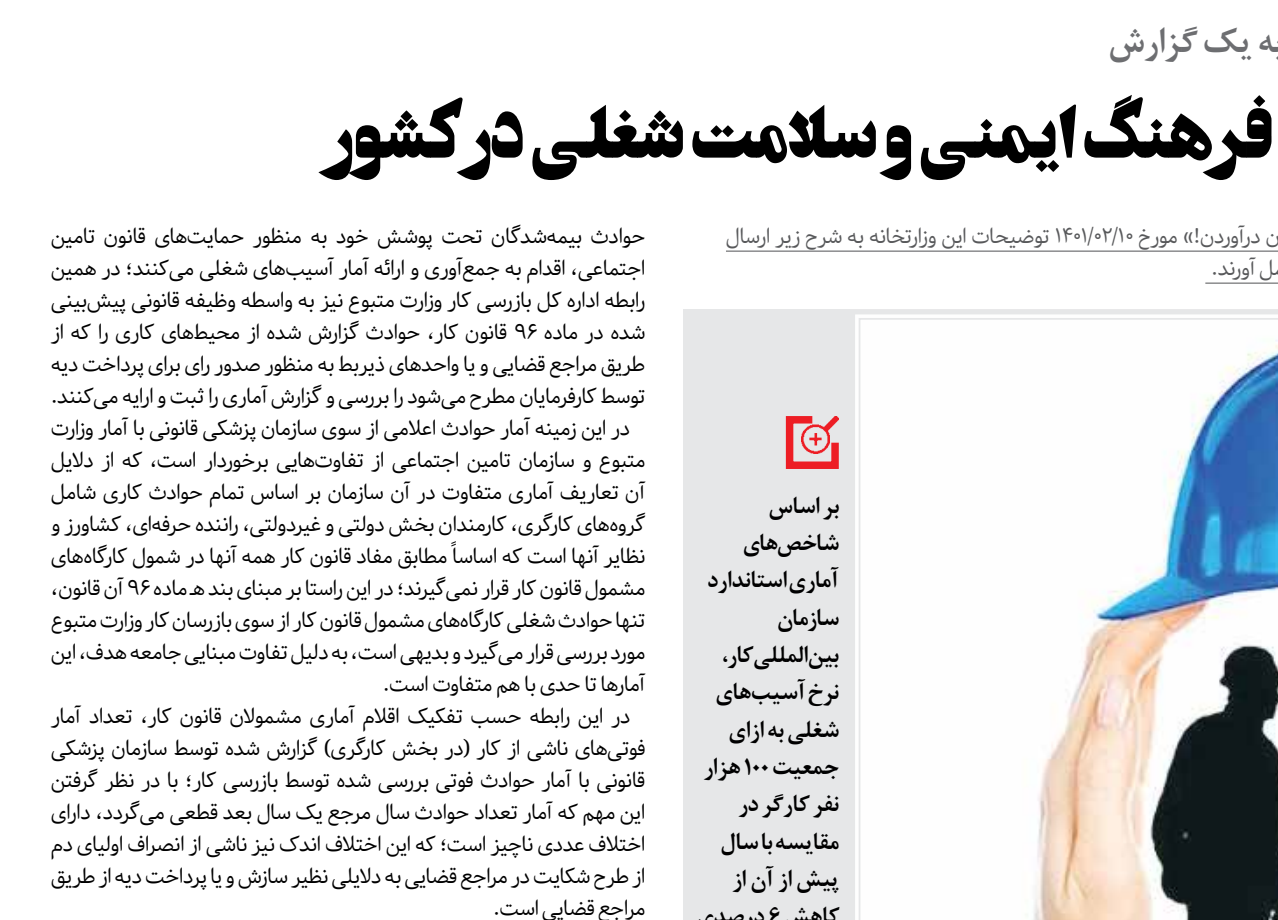 به یک گزارش
فرهنگ ایمنی و سلامت شغلی در کشور
ن درآوردن!» مورخ ۱۴۰۱/۰۲/۱۰ توضیحات این وزارتخانه به شرح زیر ارسال
مل آورند.
بر اساس
شاخص‌های
آماری استاندارد
سازمان
بین‌المللی کار،
نرخ آسیب‌های
شغلی به ازای
جمعیت ۱۰۰ هزار
نفر کارگر در
مقایسه با سال
پیش از آن از
کاهش ۶ درصدی
حوادث بیمه‌شدگان تحت پوشش خود به منظور حمایت‌های قانون تامین
اجتماعی، اقدام به جمع‌آوری و ارائه آمار آسیب‌های شغلی می‌کنند؛ در همین
رابطه اداره کل بازرسی کار وزارت متبوع نیز به واسطه وظیفه قانونی پیش‌بینی
شده در ماده ۹۶ قانون کار، حوادث گزارش شده از محیط‌های کاری را که از
طریق مراجع قضایی و یا واحدهای ذیربط به منظور صدور رای برای پرداخت دیه
توسط کارفرمایان مطرح می‌شود را بررسی و گزارش آماری را ثبت و ارایه می‌کنند.
در این زمینه آمار حوادث اعلامی از سوی سازمان پزشکی قانونی با آمار وزارت
متبوع و سازمان تامین اجتماعی از تفاوت‌هایی برخوردار است، که از دلایل
آن تعاریف آماری متفاوت در آن سازمان بر اساس تمام حوادث کاری شامل
گروه‌های کارگری، کارمندان بخش دولتی و غیردولتی، راننده حرفه‌ای، کشاورز و
نظایر آنها است که اساساً مطابق مفاد قانون کار همه آنها در شمول کارگاه‌های
مشمول قانون کار قرار نمی‌گیرند؛ در این راستا بر مبنای بند هـ ماده ۹۶ آن قانون،
تنها حوادث شغلی کارگاه‌های مشمول قانون کار از سوی بازرسان کار وزارت متبوع
مورد بررسی قرار می‌گیرد و بدیهی است، به دلیل تفاوت مبنایی جامعه هدف، این
آمارها تا حدی با هم متفاوت است.
در این رابطه حسب تفکیک اقلام آماری مشمولان قانون کار، تعداد آمار
فوتی‌های ناشی از کار (در بخش کارگری) گزارش شده توسط سازمان پزشکی
قانونی با آمار حوادث فوتی بررسی شده توسط بازرسی کار؛ با در نظر گرفتن
این مهم که آمار تعداد حوادث سال مرجع یک سال بعد قطعی می‌گردد، دارای
اختلاف عددی ناچیز است؛ که این اختلاف اندک نیز ناشی از انصراف اولیای دم
از طرح شکایت در مراجع قضایی به دلایلی نظیر سازش و یا پرداخت دیه از طریق
مراجع قضایی است.